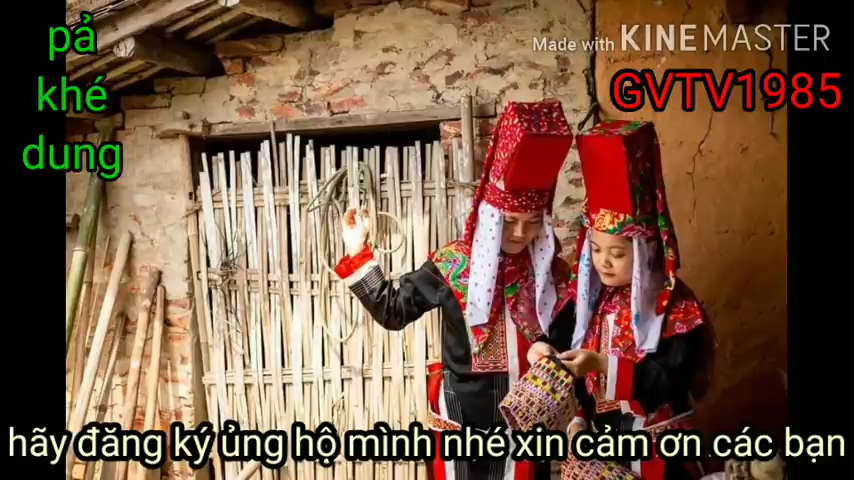 pả
khé
dung
Made with KINEMASTER
GVTV1985
hãy đăng ký ủng hộ mình nhé xin cảm ơn các bạn